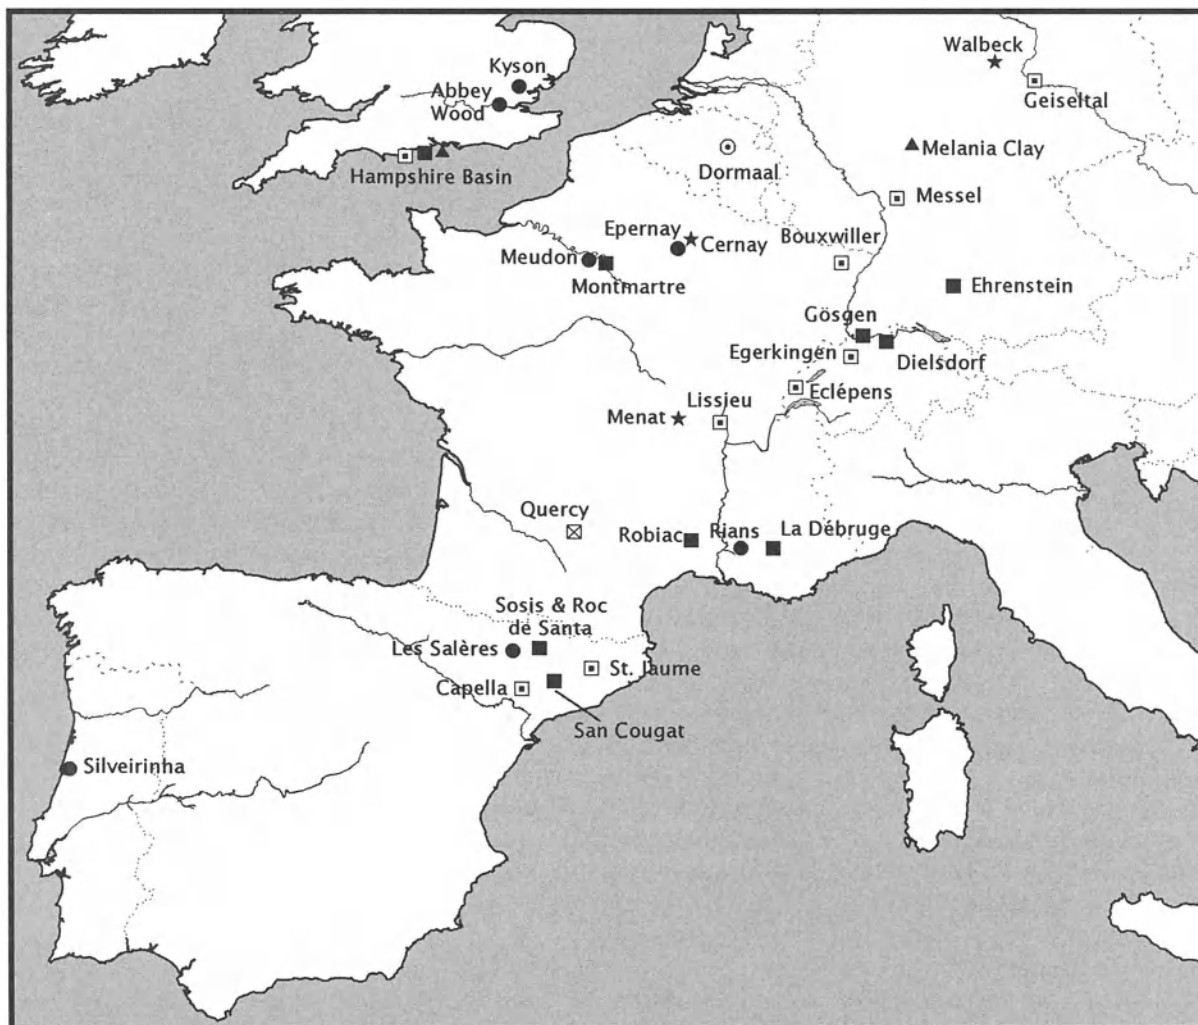 Walbeck
Kyson
Abbey
Wood
Geiseltal
Hampshire Basin
Dormaal
Melania Clay
Messel
Epernay
Cernay
Bouxwiller
Meudon
Montmartre
Ehrenstein
Gösgen
Egerkingen
Dielsdorf
Eclépens
Lissieu
Menat
Quercy
Robiac
Rians
La Débruge
Sosis & Roc
de Santa
Les Salères
St. Jaume
Capella
San Cougat
Silveirinha